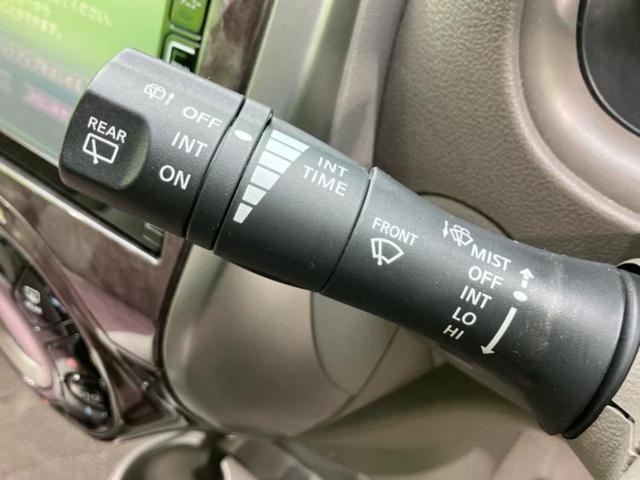 REAR
OFF
INT
ON
INT
TIME
FRONT
MIST
OFF
INT
LO
HI